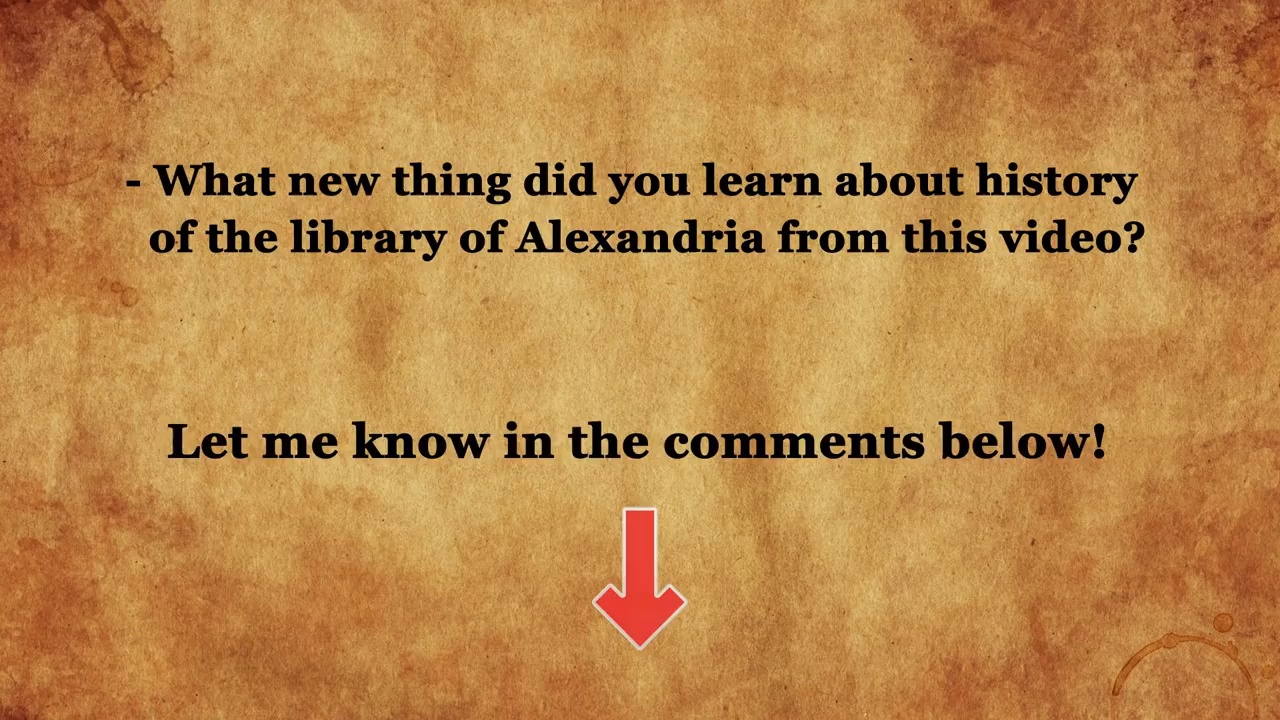 - What new thing did you learn about history
of the library of Alexandria from this video?
Let me know in the comments below!